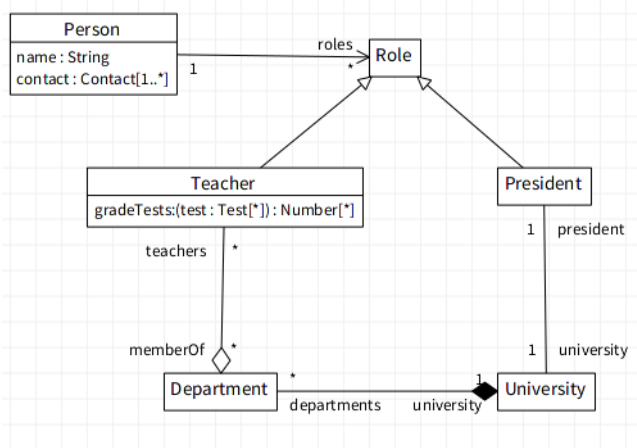 Person
name : String
contact : Contact[1..*]
1
roles
*
Role
Teacher
gradeTests:(test : Test[*]) : Number[*]
President
teachers
*
1
president
memberOf
*
1
university
Department
*
departments
1
university
University